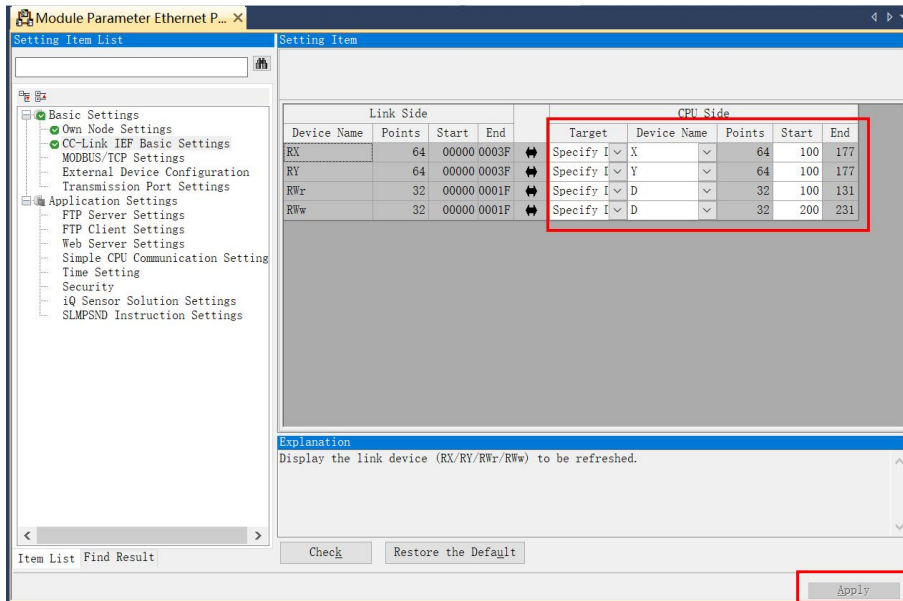 Module Parameter Ethernet P...
Setting Item List
Setting Item
Basic Settings
Own Node Settings
CC-Link IEF Basic Settings
MODBUS/TCP Settings
External Device Configuration
Transmission Port Settings
Application Settings
FTP Server Settings
FTP Client Settings
Web Server Settings
Simple CPU Communication Setting
Time Setting
Security
iQ Sensor Solution Settings
SLMPSND Instruction Settings
Item List Find Result
Link Side CPU Side
Device Name Points Start End Target Device Name Points Start End
RX 64 00000 0003F Specify D X 64 100 177
RY 64 00000 0003F Specify D Y 64 100 177
RWr 32 00000 0001F Specify D D 32 100 131
RWw 32 00000 0001F Specify D D 32 200 231
Explanation
Display the link device (RX/RY/RWr/RWw) to be refreshed.
Check Restore the Default
Apply